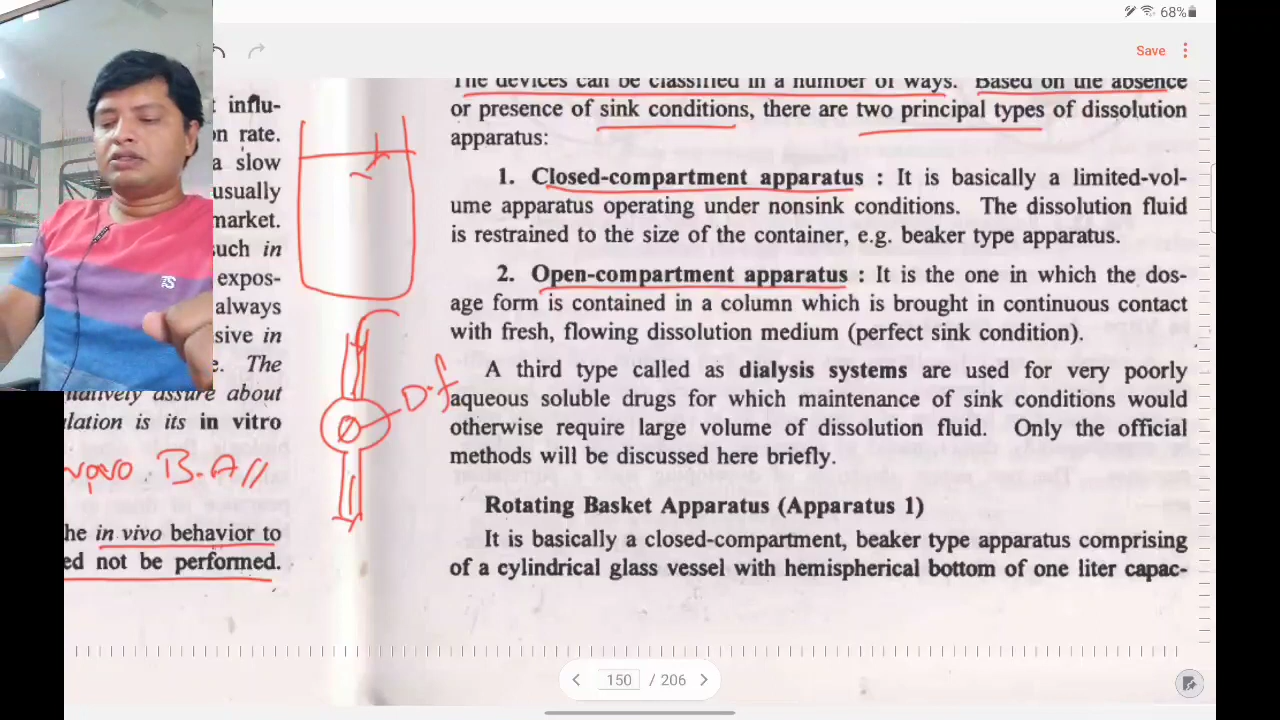 68%
Save
The devices can be classified in a number of ways. Based on the absence
or presence of sink conditions, there are two principal types of dissolution
apparatus:
1. Closed-compartment apparatus : It is basically a limited-vol-
ume apparatus operating under nonsink conditions. The dissolution fluid
is restrained to the size of the container, e.g. beaker type apparatus.
2. Open-compartment apparatus : It is the one in which the dos-
age form is contained in a column which is brought in continuous contact
with fresh, flowing dissolution medium (perfect sink condition).
A third type called as dialysis systems are used for very poorly
aqueous soluble drugs for which maintenance of sink conditions would
otherwise require large volume of dissolution fluid. Only the official
methods will be discussed here briefly.
Rotating Basket Apparatus (Apparatus 1)
It is basically a closed-compartment, beaker type apparatus comprising
of a cylindrical glass vessel with hemispherical bottom of one liter capac-
influ-
on rate.
a slow
usually
market.
such in
expos-
always
sive in
The
about
lation is its in vitro
B.A
he in vivo behavior to
ed not be performed.
D.f
150 / 206